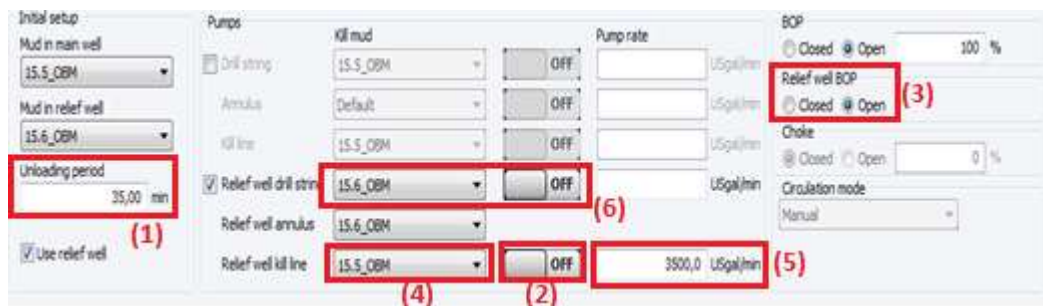 Initial setup
Mud in main well
15.5_OBM
Mud in relief well
15.6_OBM
Unloading period
35,00 min
(1)
Use relief well
Pumps
Kill mud
Pump rate
Drill string
15.5_OBM
OFF
USgal/min
Annulus
Default
OFF
USgal/min
Kill line
15.5_OBM
OFF
USgal/min
Relief well drill strin
15.6_OBM
OFF
USgal/min
(6)
Relief well annulus
15.6_OBM
Relief well kill line
15.5_OBM
(4)
OFF
(2)
3500,0 USgal/min
(5)
BOP
Closed Open 100 %
Relief well BOP
Closed Open
(3)
Choke
Closed Open 0 %
Circulation mode
Manual